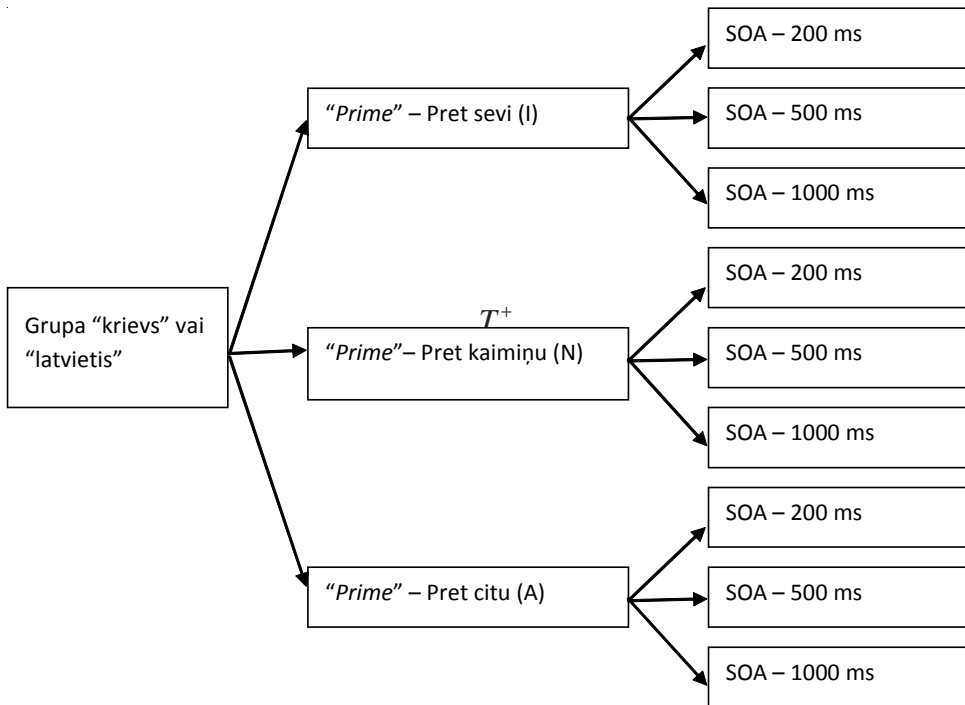 SOA – 200 ms
“Prime” – Pret sevi (I)
SOA – 500 ms
SOA – 1000 ms
SOA – 200 ms
Grupa “krievs” vai
“latvietis”
T⁺
“Prime”– Pret kaimiņu (N)
SOA – 500 ms
SOA – 1000 ms
SOA – 200 ms
“Prime” – Pret citu (A)
SOA – 500 ms
SOA – 1000 ms